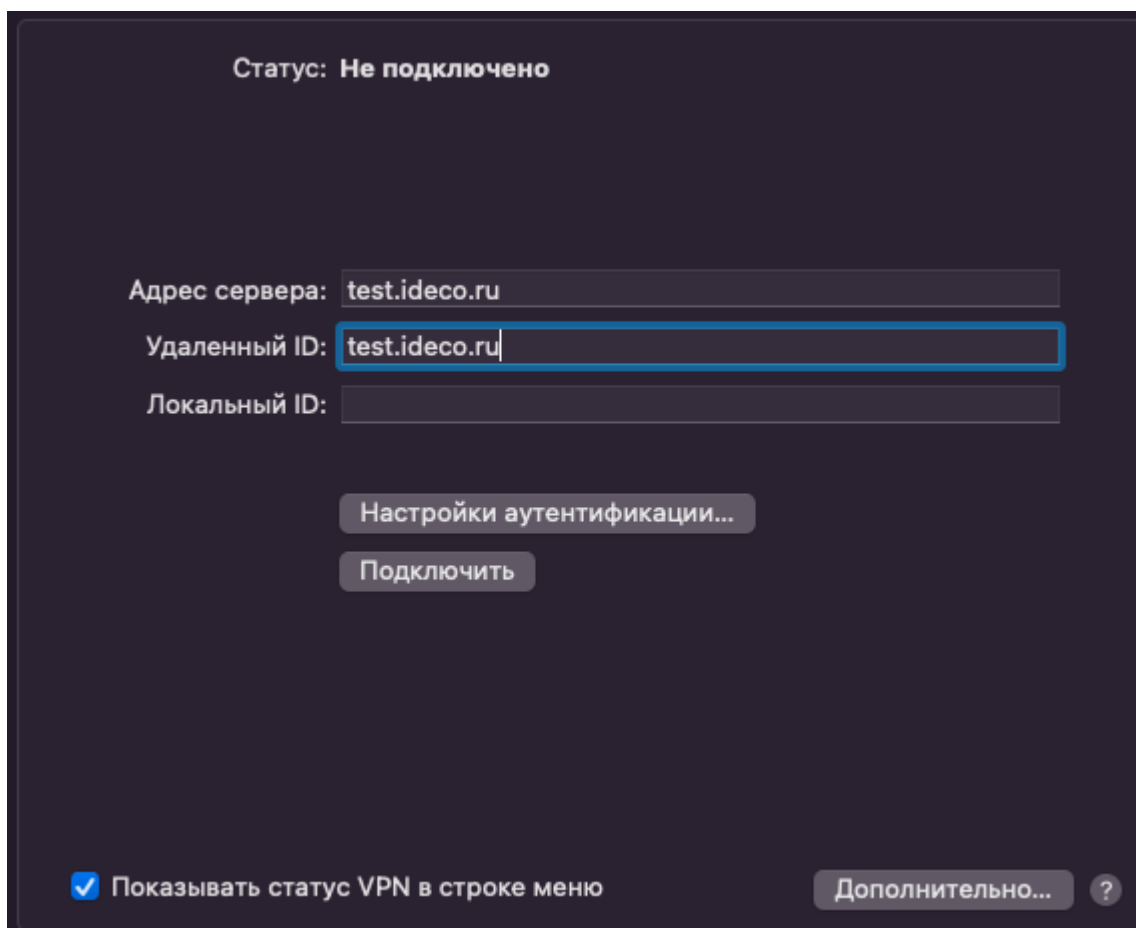 Статус: Не подключено
Адрес сервера: test.ideco.ru
Удаленный ID: test.ideco.ru
Локальный ID:
Настройки аутентификации...
Подключить
Показывать статус VPN в строке меню
Дополнительно... ?